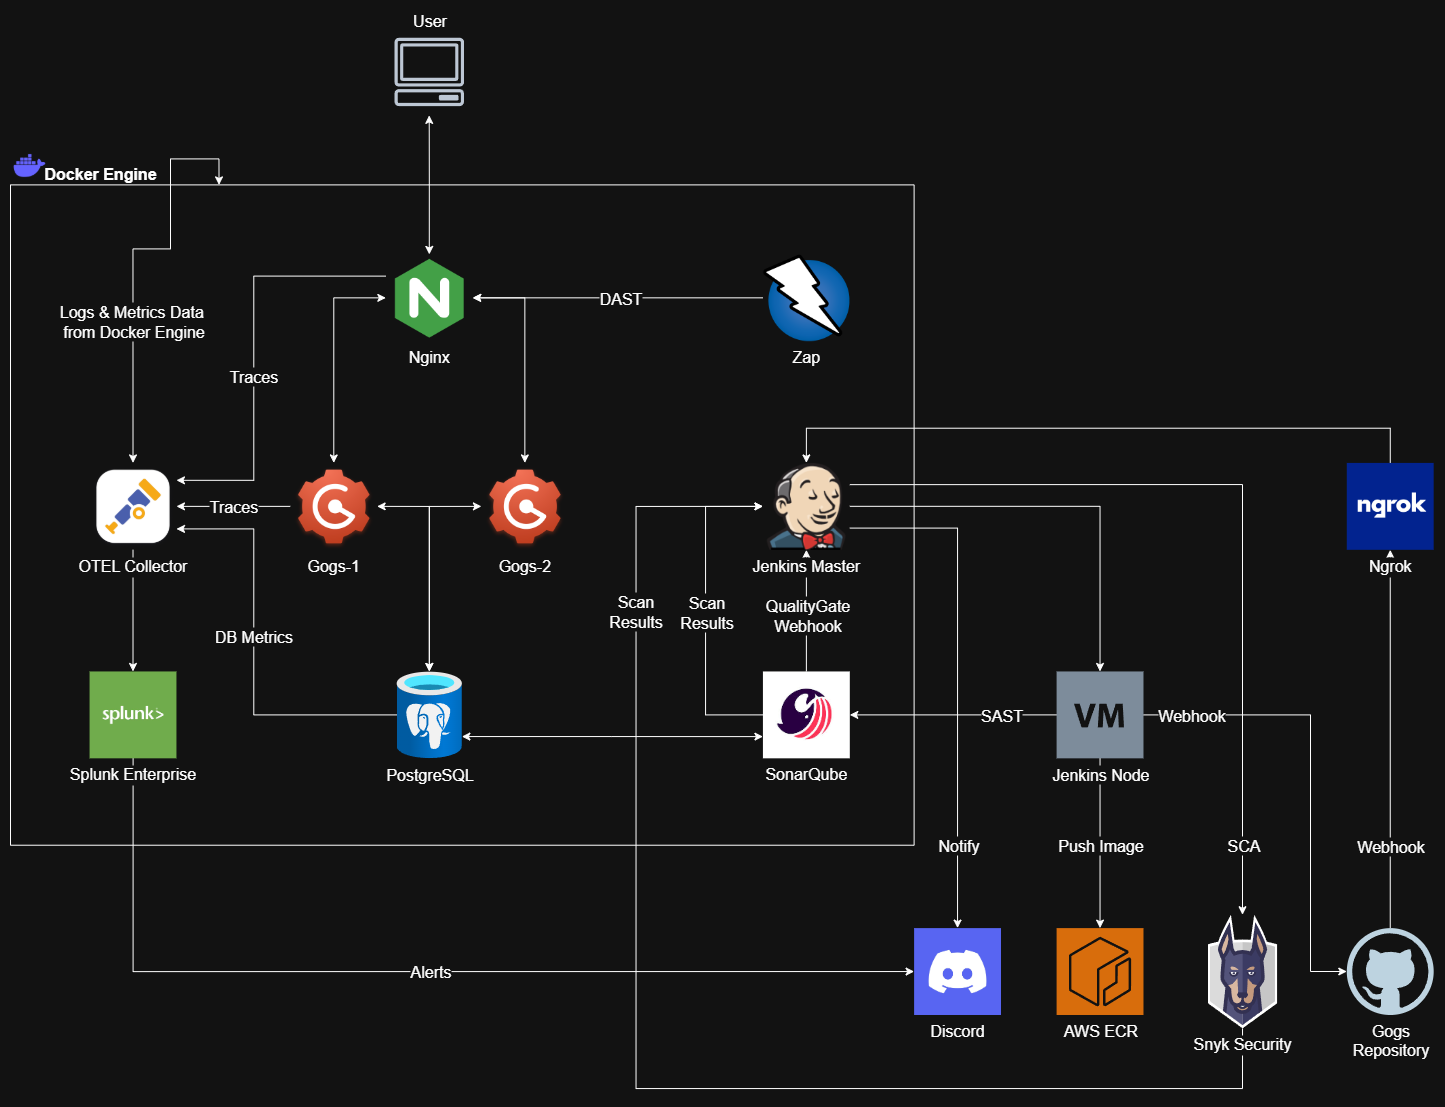 User
Docker Engine
N
Nginx
DAST
Zap
Logs & Metrics Data
from Docker Engine
Traces
ngrok
Ngrok
Traces
OTEL Collector
Gogs-1
Gogs-2
Jenkins Master
Scan
Results
Scan
Results
QualityGate
Webhook
DB Metrics
splunk>
Splunk Enterprise
PostgreSQL
SonarQube
SAST
VM
Jenkins Node
Webhook
Notify
Push Image
SCA
Webhook
Alerts
Discord
AWS ECR
Snyk Security
Gogs
Repository